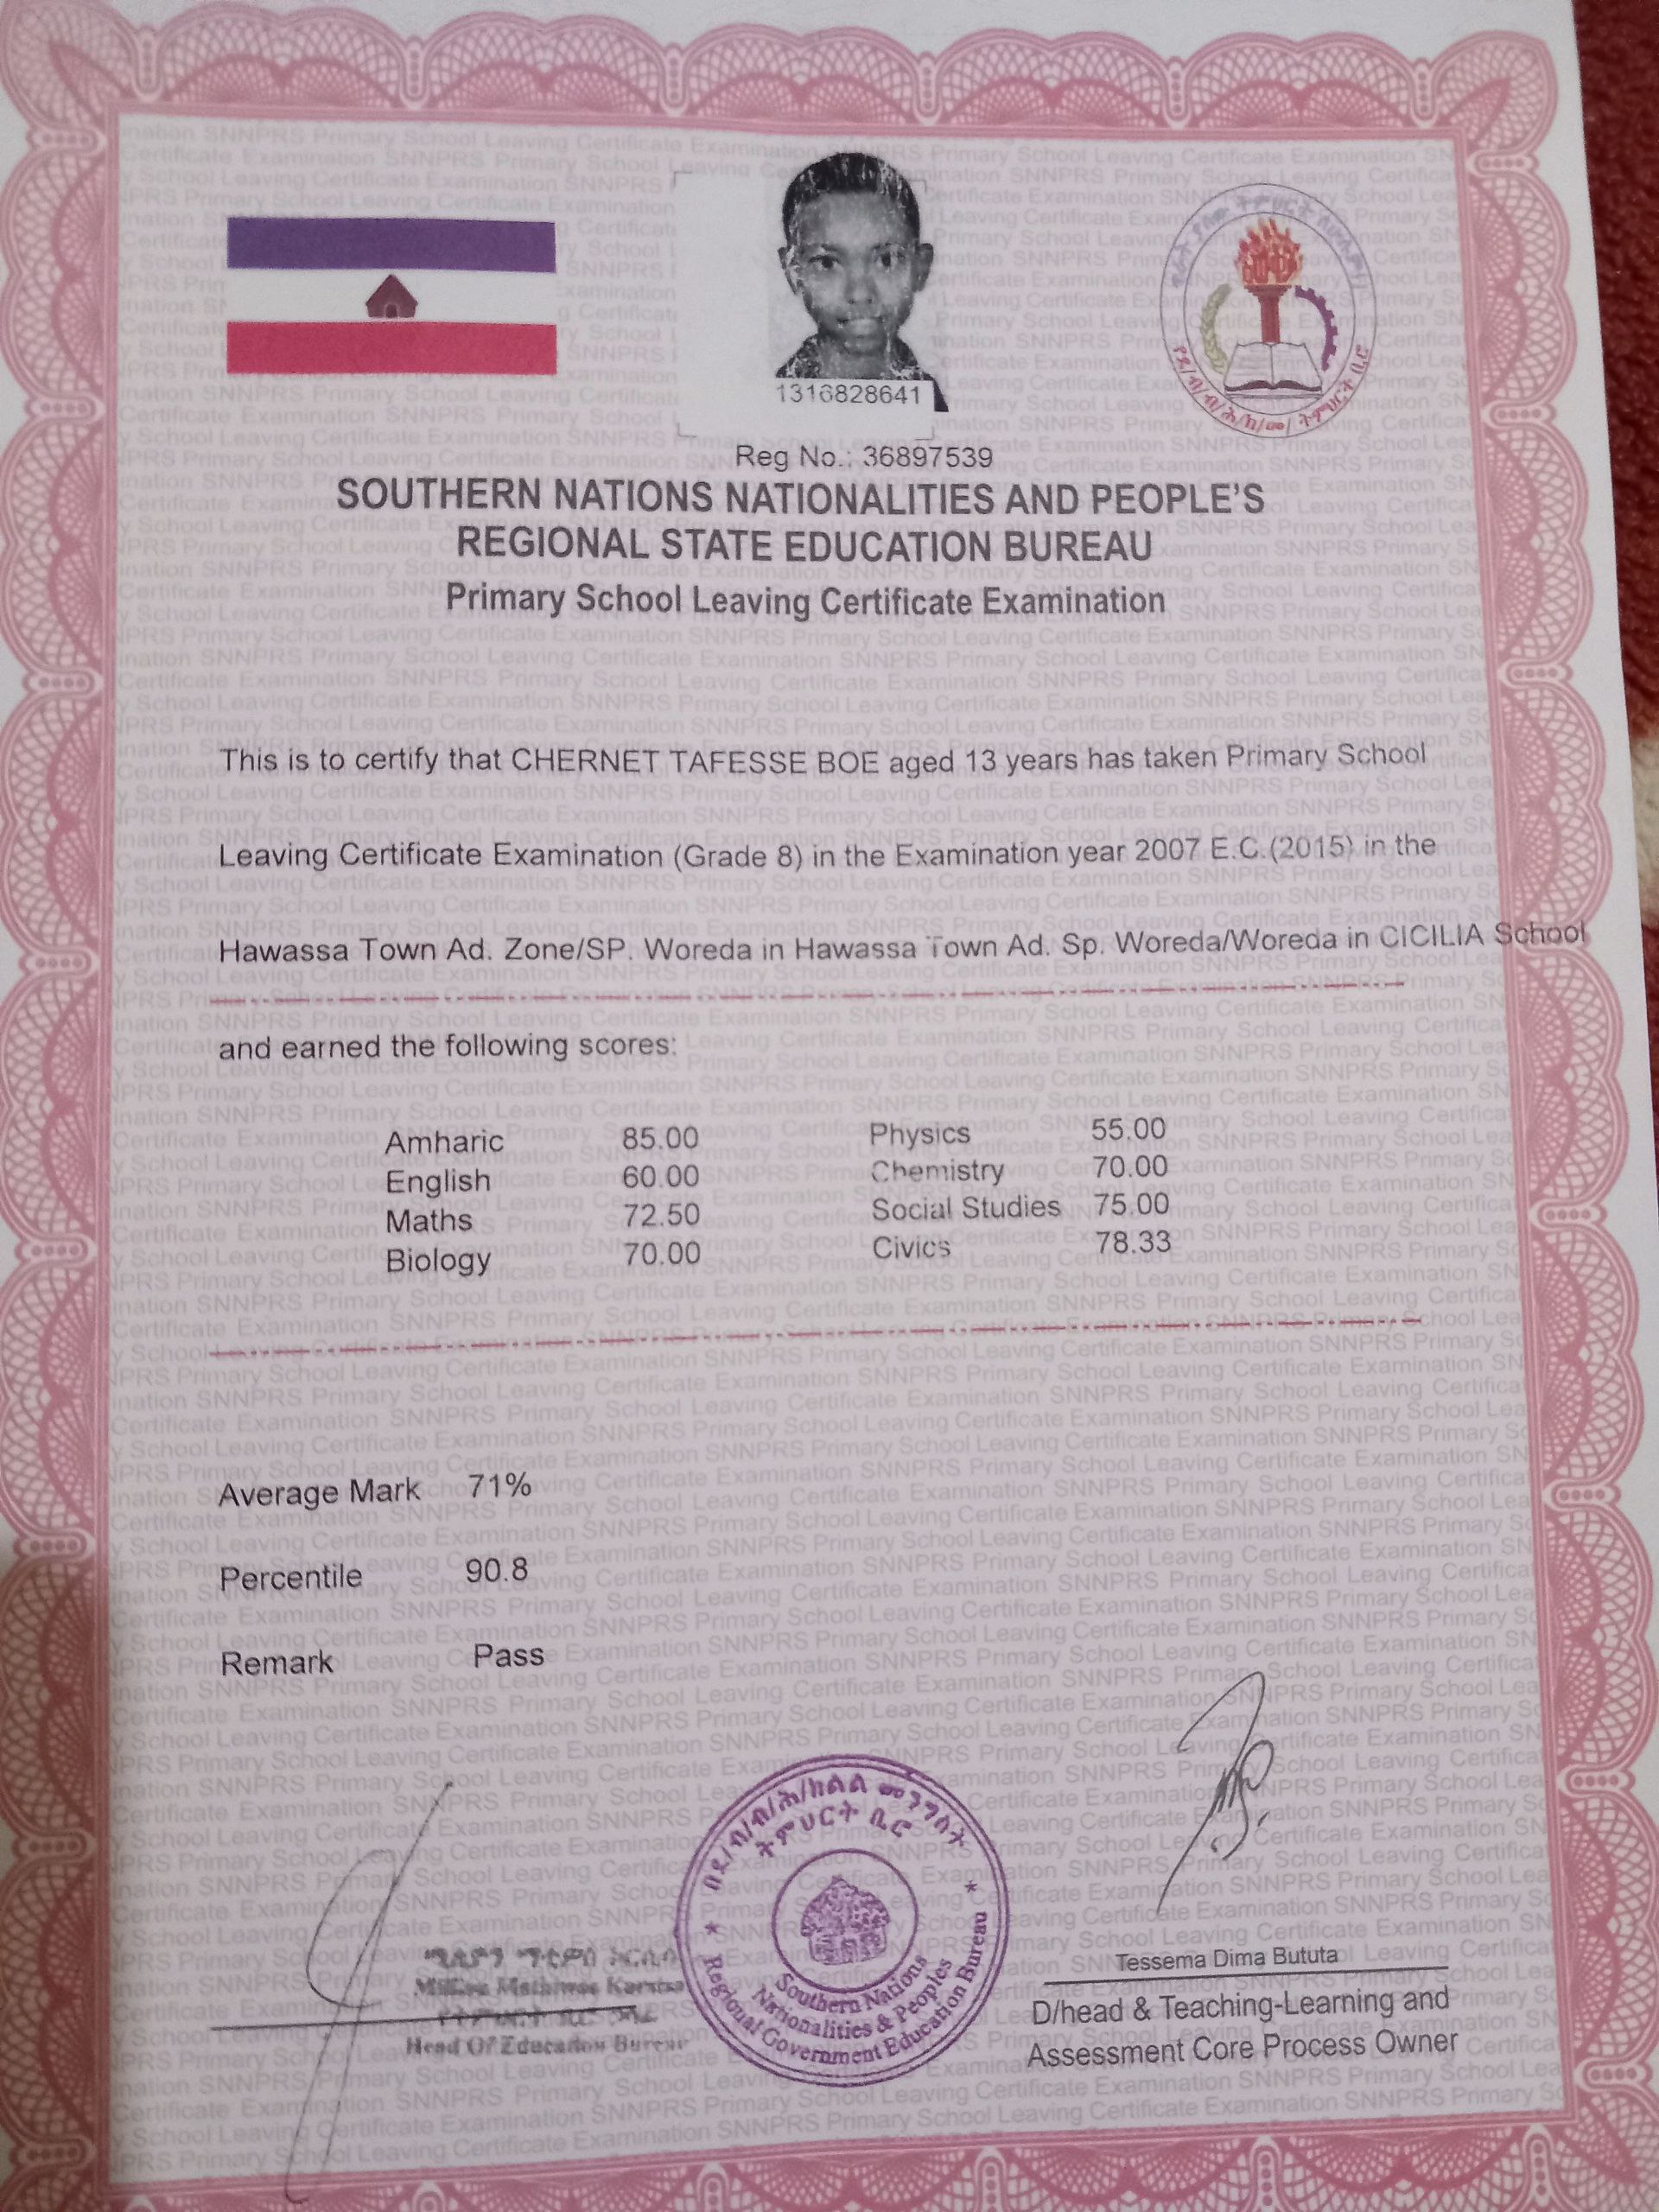 1316828641
Reg No.: 36897539
SOUTHERN NATIONS NATIONALITIES AND PEOPLE'S
REGIONAL STATE EDUCATION BUREAU
Primary School Leaving Certificate Examination
This is to certify that CHERNET TAFESSE BOE aged 13 years has taken Primary School
Leaving Certificate Examination (Grade 8) in the Examination year 2007 E.C.(2015) in the
Hawassa Town Ad. Zone/SP. Woreda in Hawassa Town Ad. Sp. Woreda/Woreda in CICILIA School
and earned the following scores:
Amharic 85.00 Physics 55.00
English 60.00 Chemistry 70.00
Maths 72.50 Social Studies 75.00
Biology 70.00 Civics 78.33
Average Mark 71%
Percentile 90.8
Remark Pass
በደ/ብ/ብ/ሕ/ክልል መንግስት
ትምህርት ቢሮ
Southern Nations
Nationalities & Peoples
Regional Government Education Bureau
Head Of Education Bureau
Tessema Dima Bututa
D/head & Teaching-Learning and
Assessment Core Process Owner